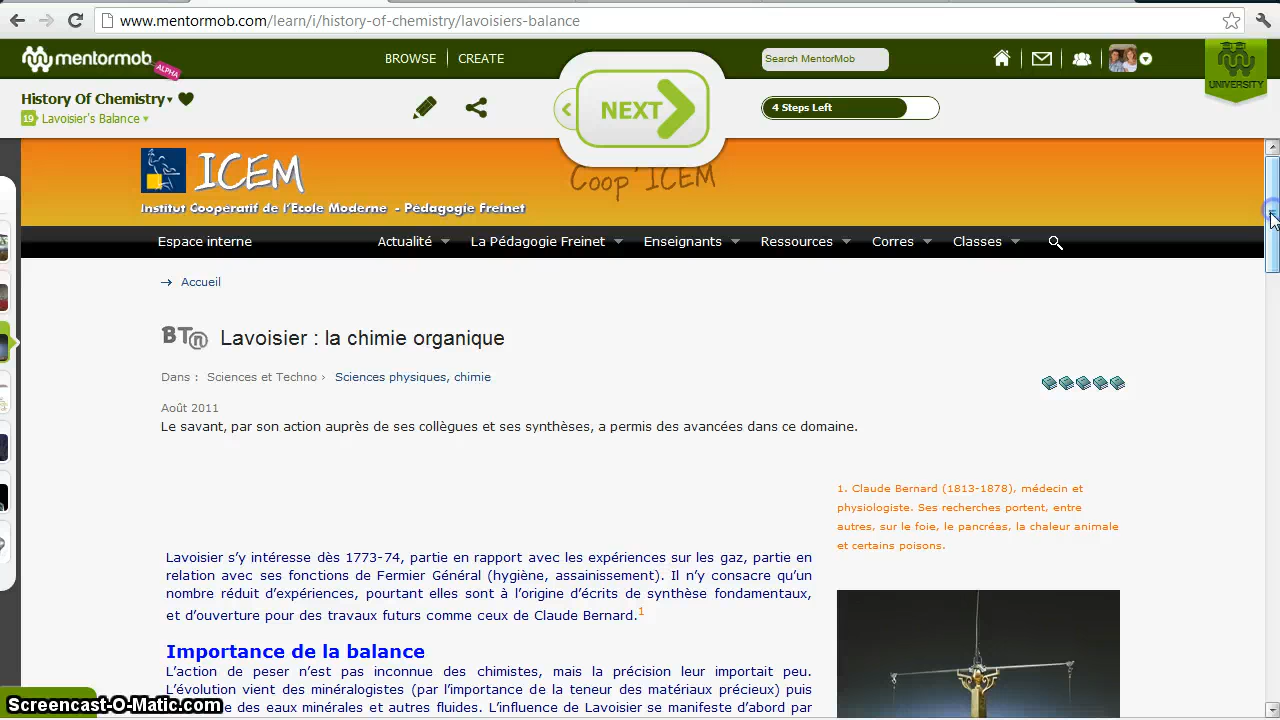 www.mentormob.com/learn/i/history-of-chemistry/lavoisiers-balance
mentormob
ALPHA
BROWSE
CREATE
Search MentorMob
UNIVERSITY
History Of Chemistry
19 Lavoisier's Balance
NEXT
4 Steps Left
ICEM
Coop'ICEM
Institut Cooperatif de l'Ecole Moderne - Pédagogie Freinet
Espace interne
Actualité
La Pédagogie Freinet
Enseignants
Ressources
Corres
Classes
Accueil
BTn Lavoisier : la chimie organique
Dans : Sciences et Techno › Sciences physiques, chimie
Août 2011
Le savant, par son action auprès de ses collègues et ses synthèses, a permis des avancées dans ce domaine.
1. Claude Bernard (1813-1878), médecin et
physiologiste. Ses recherches portent, entre
autres, sur le foie, le pancréas, la chaleur animale
et certains poisons.
Lavoisier s'y intéresse dès 1773-74, partie en rapport avec les expériences sur les gaz, partie en
relation avec ses fonctions de Fermier Général (hygiène, assainissement). Il n'y consacre qu'un
nombre réduit d'expériences, pourtant elles sont à l'origine d'écrits de synthèse fondamentaux,
et d'ouverture pour des travaux futurs comme ceux de Claude Bernard.1
Importance de la balance
L'action de peser n'est pas inconnue des chimistes, mais la précision leur importait peu.
L'évolution vient des minéralogistes (par l'importance de la teneur des matériaux précieux) puis
de des eaux minérales et autres fluides. L'influence de Lavoisier se manifeste d'abord par
Screencast-O-Matic.com